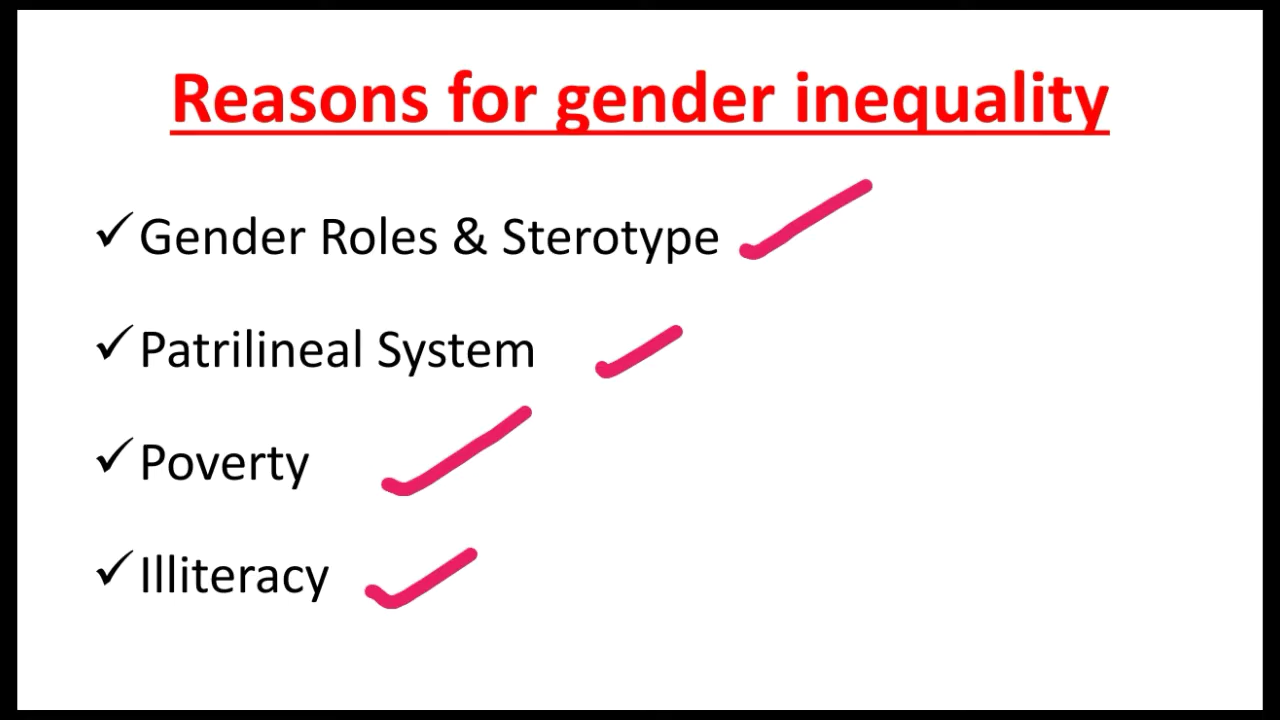 Reasons for gender inequality
✓ Gender Roles & Sterotype
✓ Patrilineal System
✓ Poverty
✓ Illiteracy